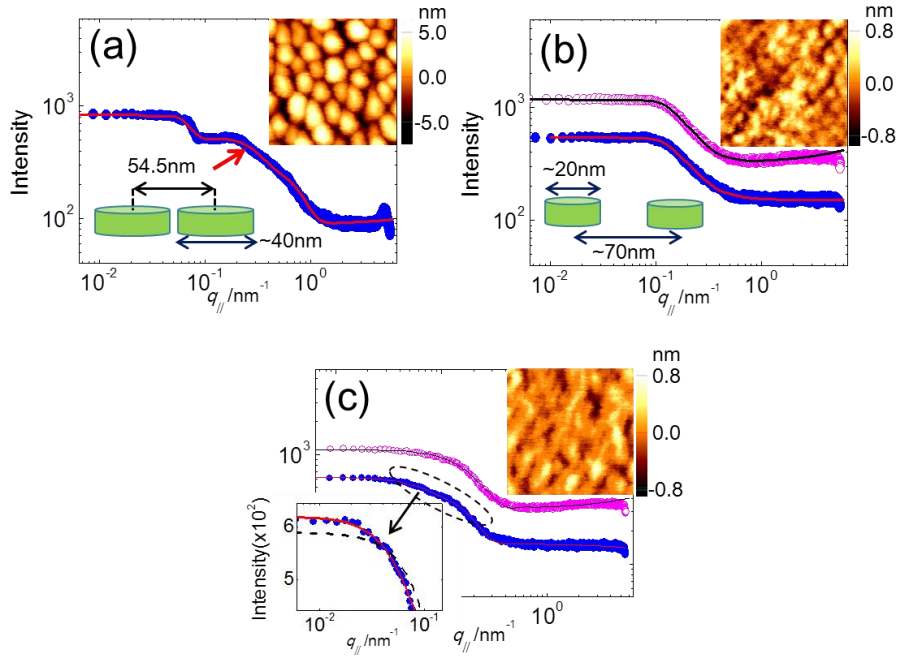 (a)
nm
5.0
0.0
-5.0
Intensity
10³
10²
54.5nm
~40nm
10⁻² 10⁻¹ 10⁰
q// /nm⁻¹
(b)
nm
0.8
0.0
-0.8
Intensity
10³
10²
~20nm
~70nm
10⁻² 10⁻¹ 10⁰
q// /nm⁻¹
(c)
nm
0.8
0.0
-0.8
10³
Intensity(x10²)
6
5
10⁻² 10⁻¹
q// /nm⁻¹
10⁰
q// /nm⁻¹